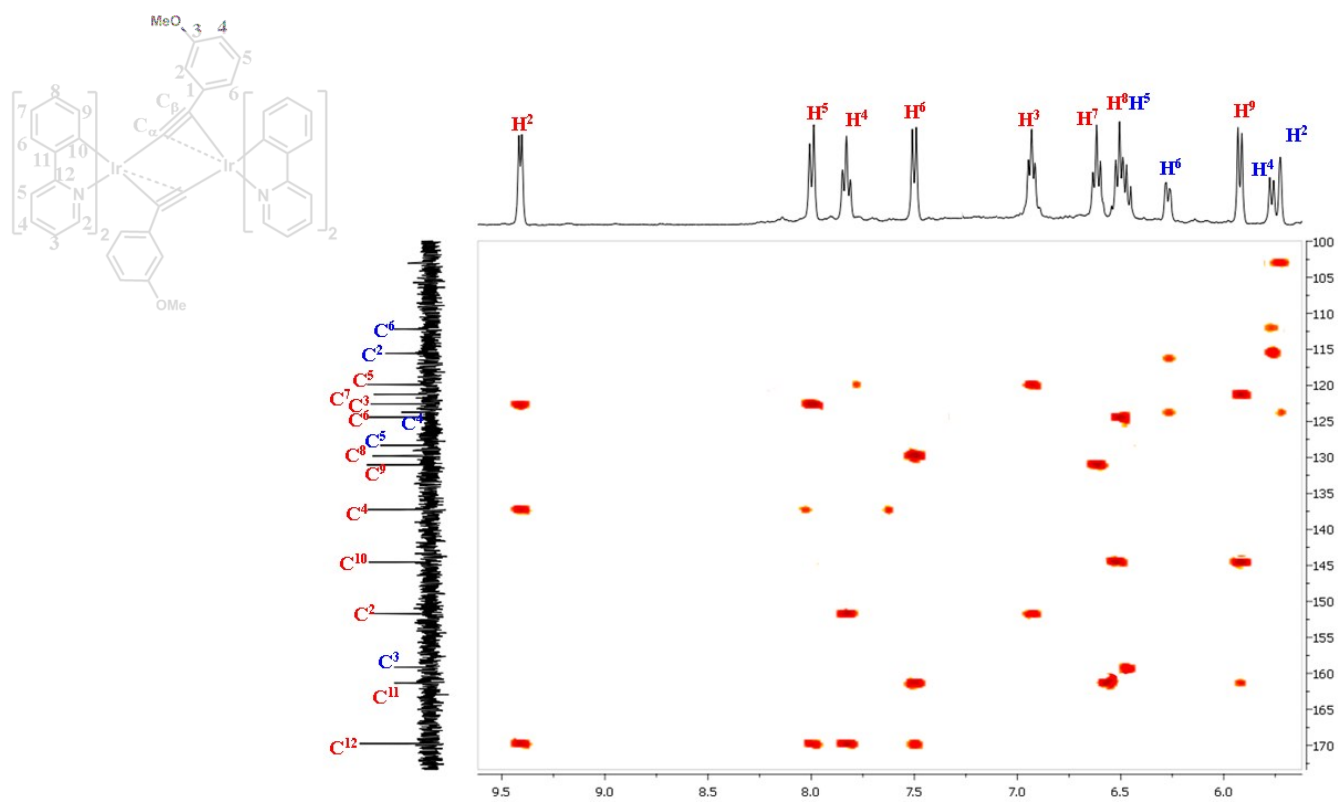 MeO
3 4
8 2 5
7 9 Cβ 1 6
Cα
6 10
11 Ir Ir
12
5 N N
4 2 2 2
3
OMe
H² H⁵ H⁴ H⁶ H³ H⁷ H⁸ H⁵ H⁶ H⁹ H⁴ H²
C⁶
C²
C⁵
C⁷
C³
C⁶ C⁴
C⁵
C⁸
C⁹
C⁴
C¹⁰
C²
C³
C¹¹
C¹²
100
105
110
115
120
125
130
135
140
145
150
155
160
165
170
9.5 9.0 8.5 8.0 7.5 7.0 6.5 6.0